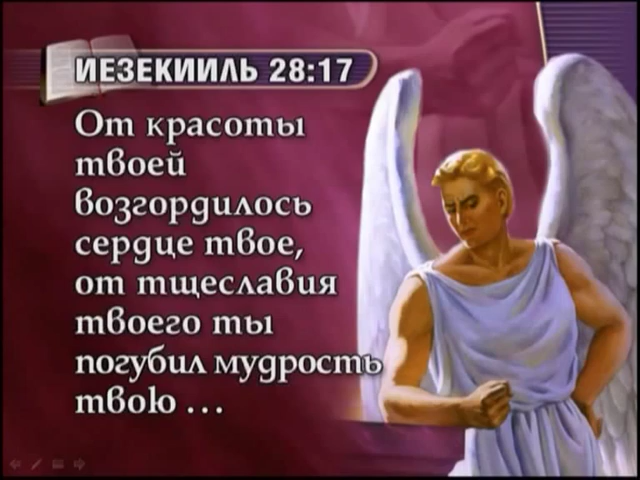 ИЕЗЕКИИЛЬ 28:17
От красоты
твоей
возгордилось
сердце твое,
от тщеславия
твоего ты
погубил мудрость
твою ...